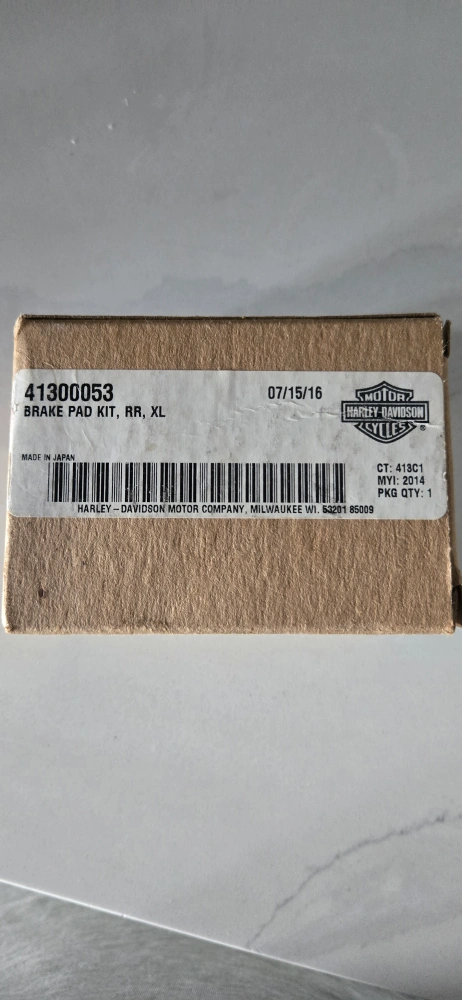 41300053
07/15/16
BRAKE PAD KIT, RR, XL
MOTOR
HARLEY-DAVIDSON
CYCLES
®
MADE IN JAPAN
CT: 413C1
MYI: 2014
PKG QTY: 1
HARLEY-DAVIDSON MOTOR COMPANY, MILWAUKEE WI. 53201 85009